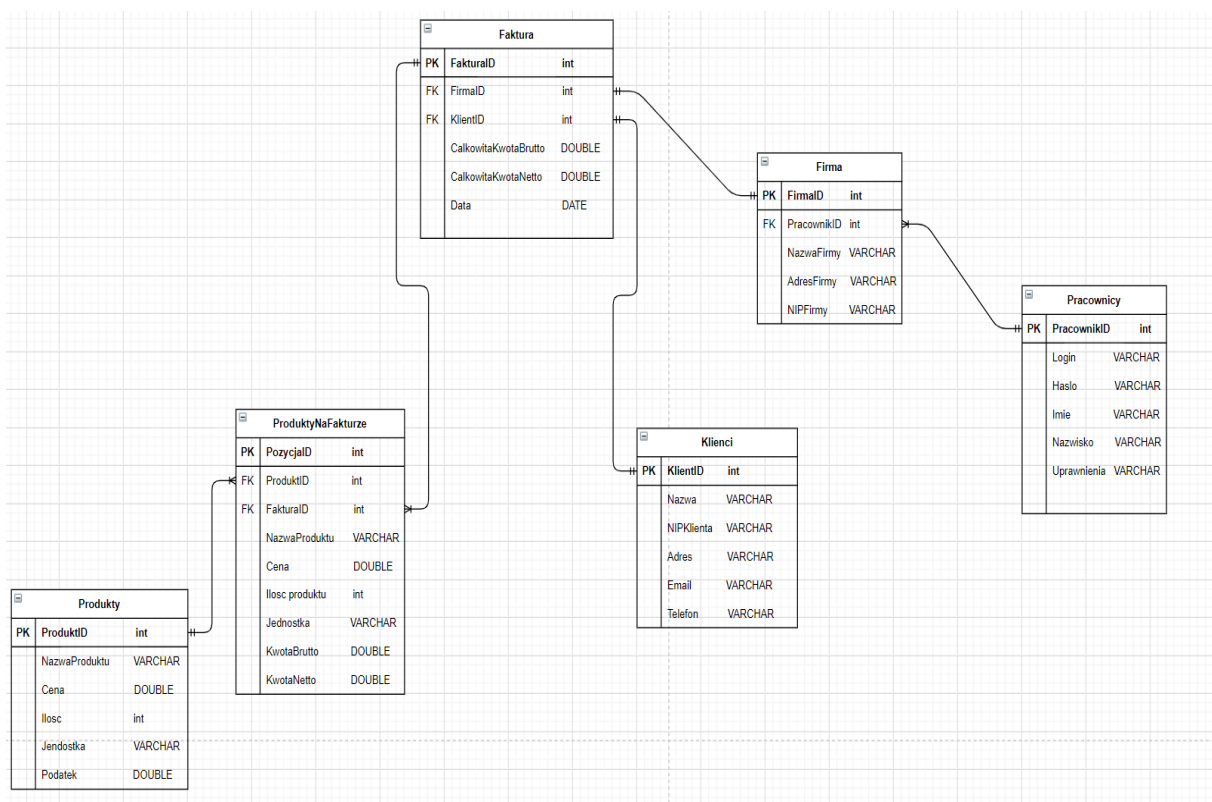 Faktura
PK FakturaID int
FK FirmaID int
FK KlientID int
CalkowitaKwotaBrutto DOUBLE
CalkowitaKwotaNetto DOUBLE
Data DATE
Firma
PK FirmaID int
FK PracownikID int
NazwaFirmy VARCHAR
AdresFirmy VARCHAR
NIPFirmy VARCHAR
Pracownicy
PK PracownikID int
Login VARCHAR
Haslo VARCHAR
Imie VARCHAR
Nazwisko VARCHAR
Uprawnienia VARCHAR
ProduktyNaFakturze
PK PozycjaID int
FK ProduktID int
FK FakturaID int
NazwaProduktu VARCHAR
Cena DOUBLE
Ilosc produktu int
Jednostka VARCHAR
KwotaBrutto DOUBLE
KwotaNetto DOUBLE
Klienci
PK KlientID int
Nazwa VARCHAR
NIPKlienta VARCHAR
Adres VARCHAR
Email VARCHAR
Telefon VARCHAR
Produkty
PK ProduktID int
NazwaProduktu VARCHAR
Cena DOUBLE
Ilosc int
Jendostka VARCHAR
Podatek DOUBLE